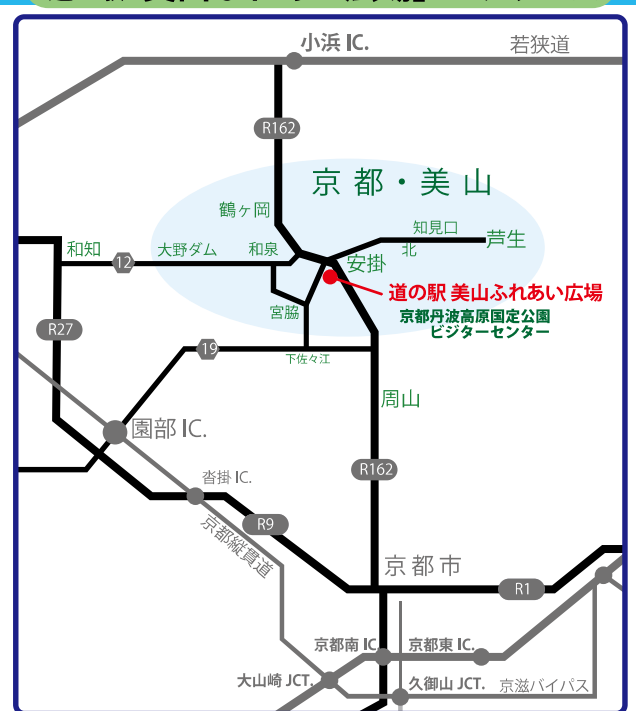 小浜 IC.
若狭道
R162
京都・美山
鶴ヶ岡
知見口
芦生
北
和知
大野ダム
和泉
安掛
12
道の駅 美山ふれあい広場
宮脇
京都丹波高原国定公園
ビジターセンター
R27
19
下佐々江
周山
園部 IC.
R162
沓掛 IC.
R9
京都縦貫道
京都市
R1
京都南 IC.
京都東 IC.
大山崎 JCT.
久御山 JCT.
京滋バイパス